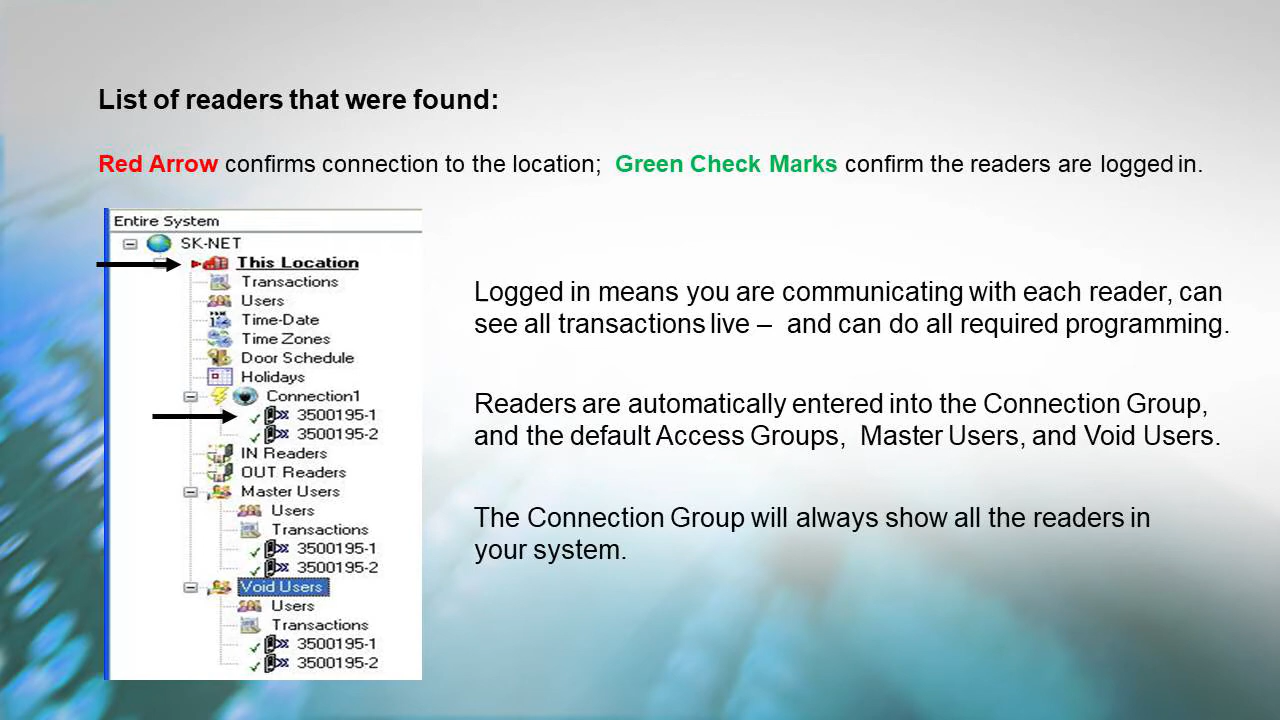 List of readers that were found:
Red Arrow confirms connection to the location;  Green Check Marks confirm the readers are logged in.
Entire System
SK-NET
This Location
Transactions
Users
Time-Date
Time Zones
Door Schedule
Holidays
Connection1
3500195-1
3500195-2
IN Readers
OUT Readers
Master Users
Users
Transactions
3500195-1
3500195-2
Void Users
Users
Transactions
3500195-1
3500195-2
Logged in means you are communicating with each reader, can
see all transactions live –  and can do all required programming.
Readers are automatically entered into the Connection Group,
and the default Access Groups,  Master Users, and Void Users.
The Connection Group will always show all the readers in
your system.